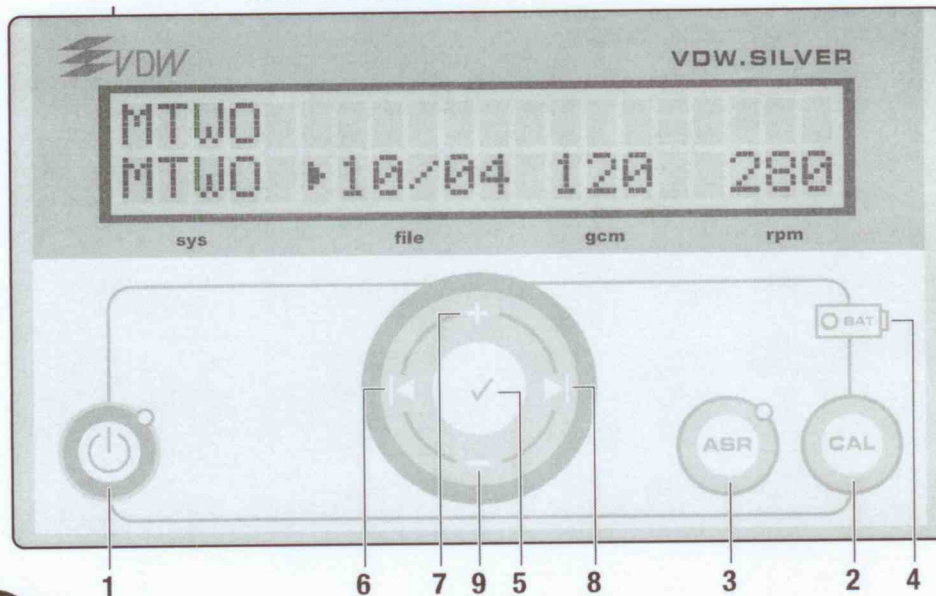 VDW
VDW.SILVER
MTWO
MTWO ▶10/04 120 280
sys file gcm rpm
BAT
ASR CAL
1 6 7 9 5 8 3 2 4